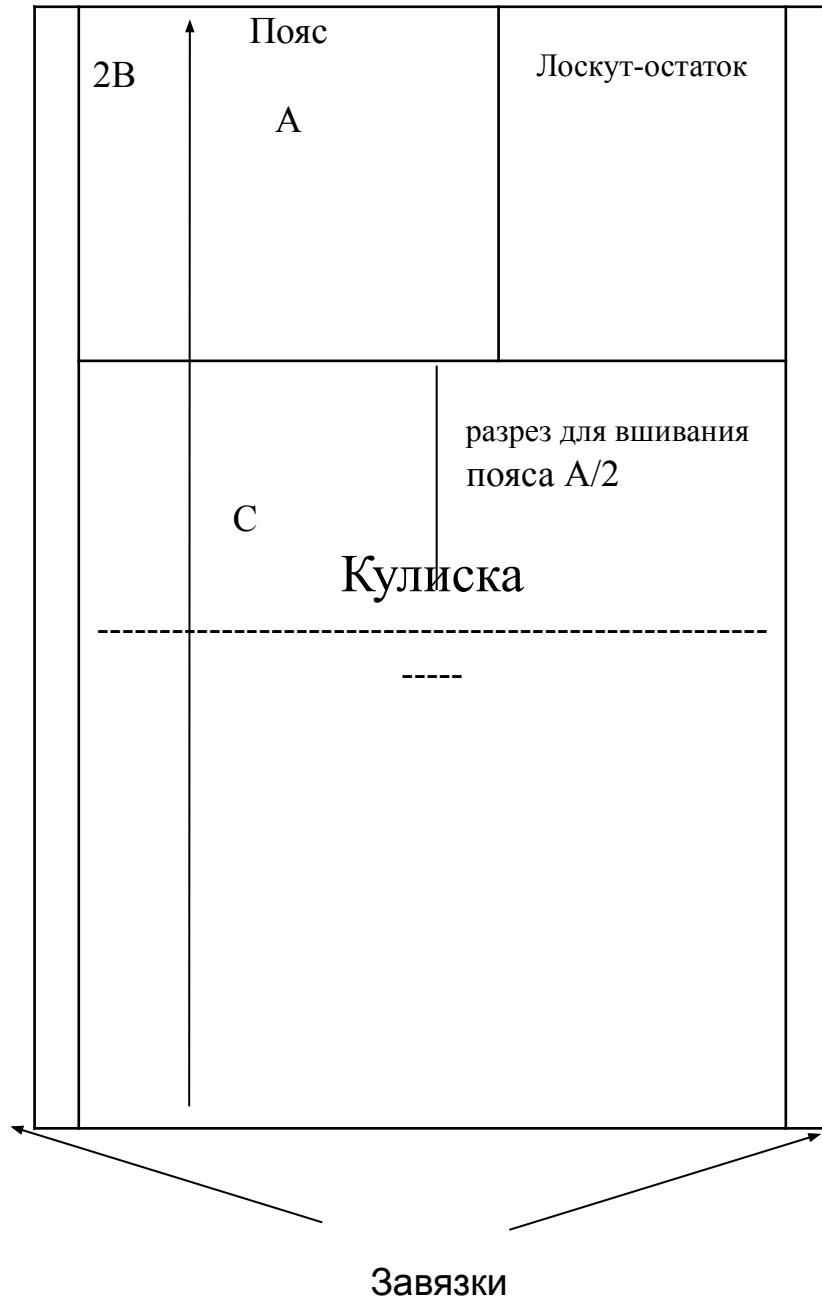 Пояс
2В
Лоскут-остаток
А
разрез для вшивания
пояса А/2
С
Кулиска
Завязки